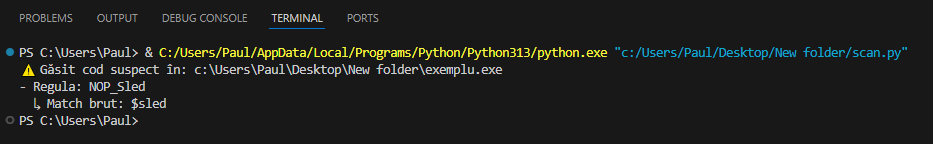 PROBLEMS OUTPUT DEBUG CONSOLE TERMINAL PORTS
PS C:\Users\Paul> & C:/Users/Paul/AppData/Local/Programs/Python/Python313/python.exe "c:/Users/Paul/Desktop/New folder/scan.py"
⚠️ Găsit cod suspect în: c:\Users\Paul\Desktop\New folder\exemplu.exe
- Regula: NOP_Sled
↳ Match brut: $sled
PS C:\Users\Paul>